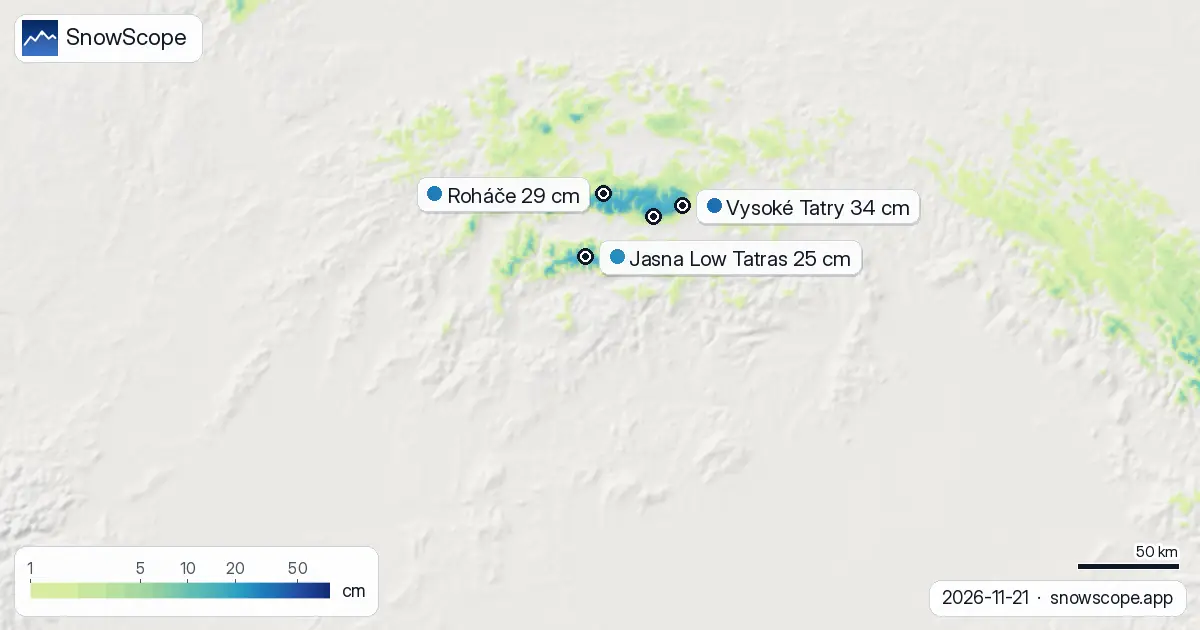 SnowScope
Roháče 29 cm
Vysoké Tatry 34 cm
Jasna Low Tatras 25 cm
1 5 10 20 50
cm
50 km
2026-11-21 · snowscope.app